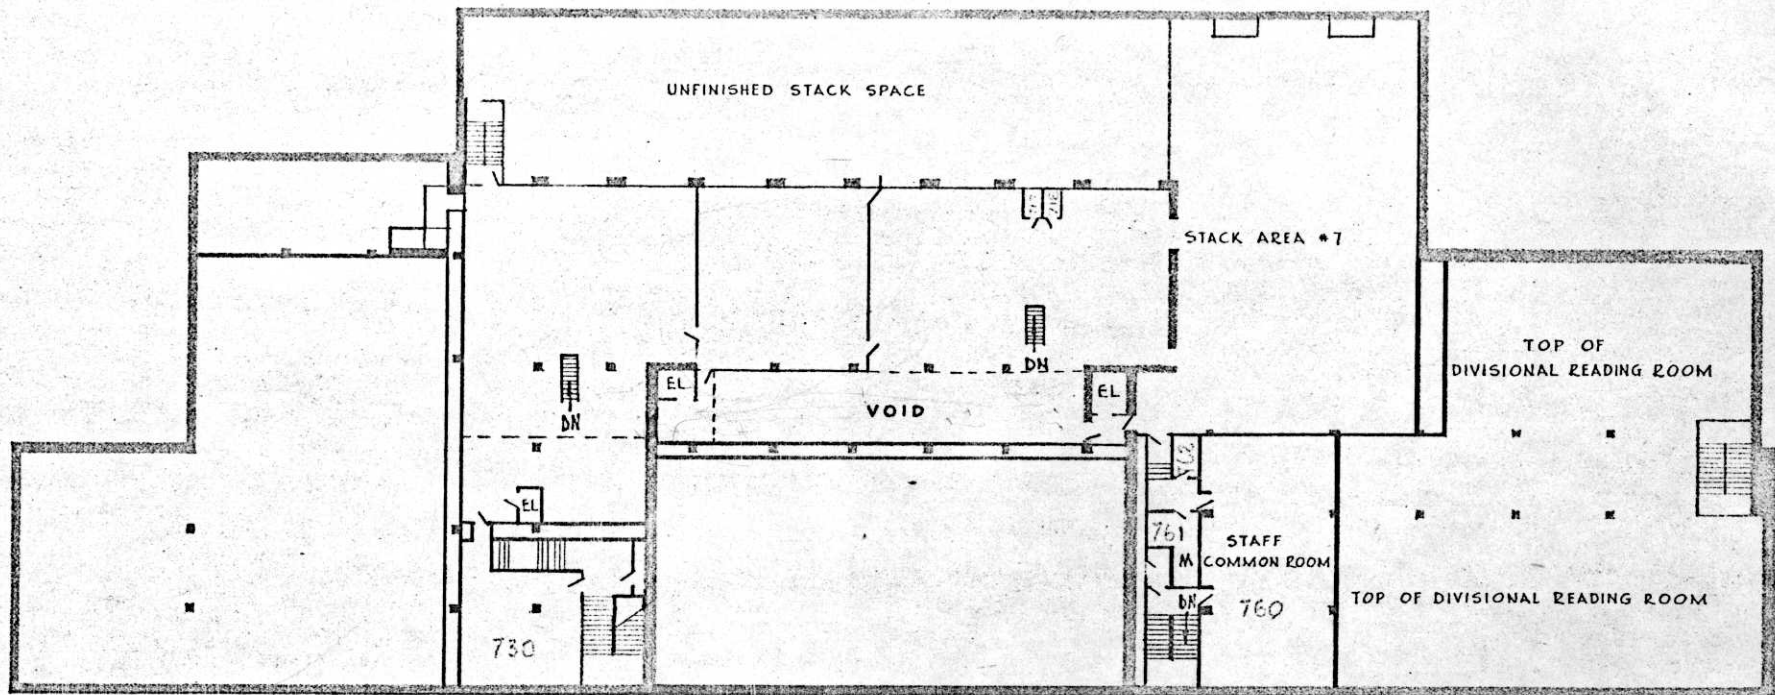 UNFINISHED STACK SPACE
STACK AREA #7
TOP OF
DIVISIONAL READING ROOM
DN
DN
EL
EL
VOID
762
EL
761
M
STAFF
COMMON ROOM
DN
760
TOP OF DIVISIONAL READING ROOM
730